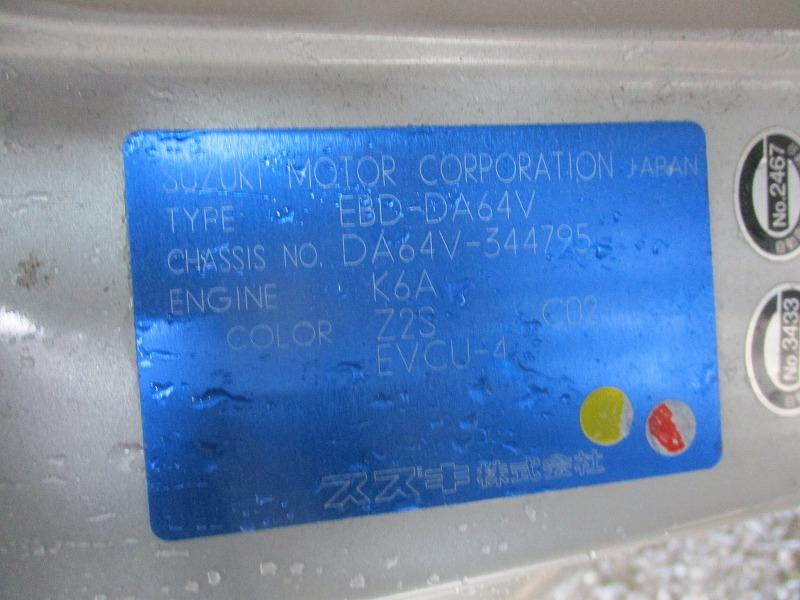 SUZUKI MOTOR CORPORATION JAPAN
TYPE EBD-DA64V
CHASSIS NO. DA64V-344795
ENGINE K6A
COLOR Z2S C02
EVCU-4
スズキ株式会社
No.2467
No.3433